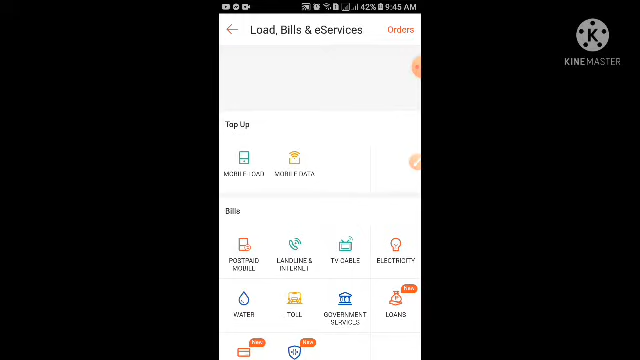 42% 9:45 AM
Load, Bills & eServices
Orders
K
KINEMASTER
Top Up
MOBILE LOAD
MOBILE DATA
Bills
POSTPAID
MOBILE
LANDLINE &
INTERNET
TV CABLE
ELECTRICITY
WATER
TOLL
GOVERNMENT
SERVICES
New
LOANS
New
New